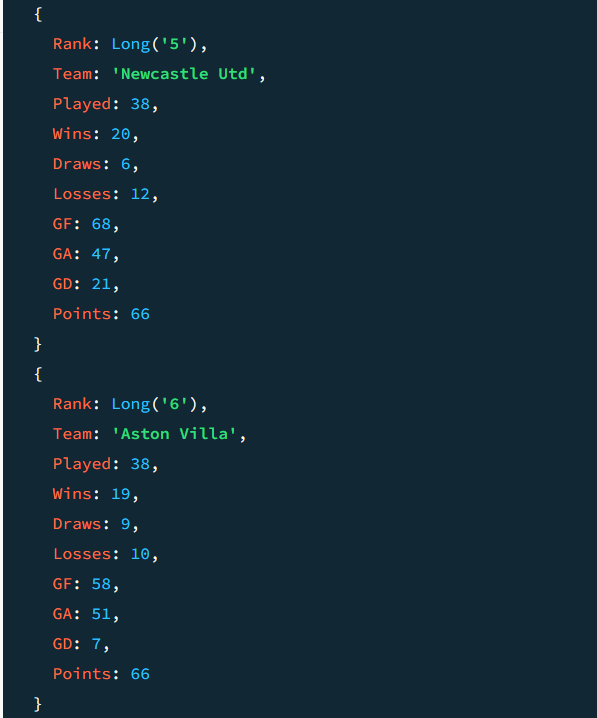 {
Rank: Long('5'),
Team: 'Newcastle Utd',
Played: 38,
Wins: 20,
Draws: 6,
Losses: 12,
GF: 68,
GA: 47,
GD: 21,
Points: 66
}
{
Rank: Long('6'),
Team: 'Aston Villa',
Played: 38,
Wins: 19,
Draws: 9,
Losses: 10,
GF: 58,
GA: 51,
GD: 7,
Points: 66
}